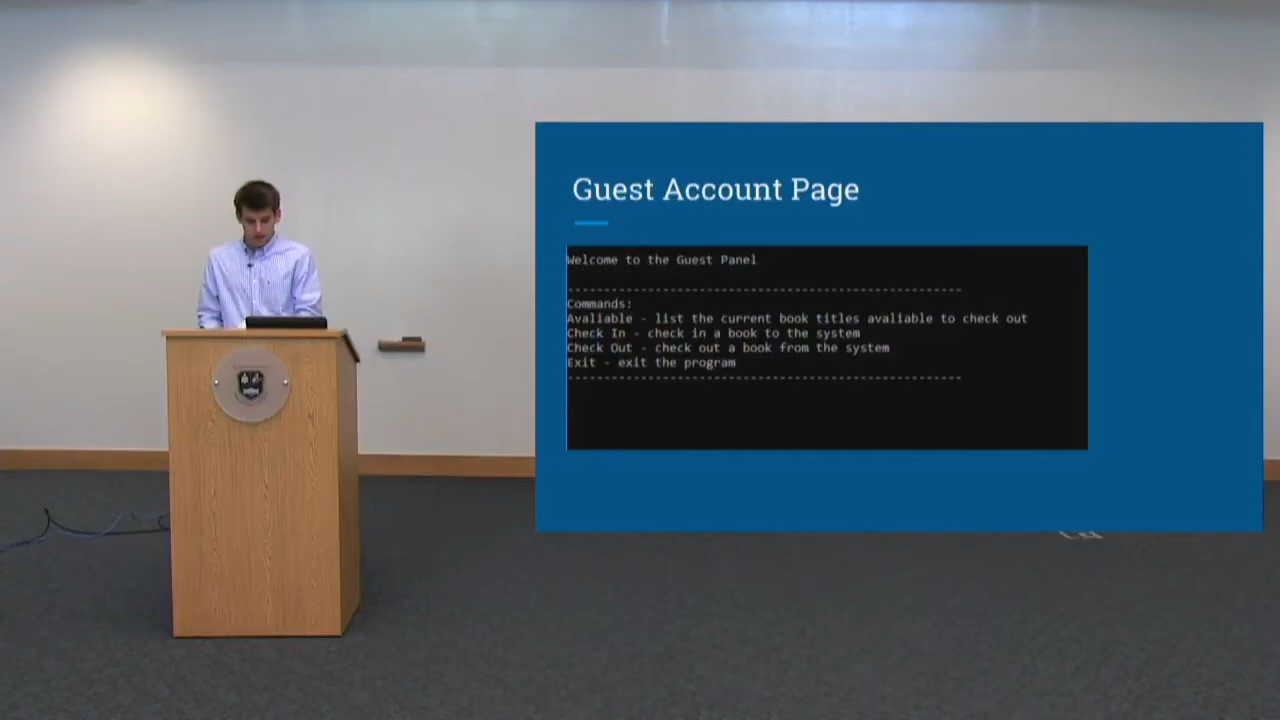 Guest Account Page
Welcome to the Guest Panel
------------------------------------------------------
Commands:
Avaliable - list the current book titles avaliable to check out
Check In - check in a book to the system
Check Out - check out a book from the system
Exit - exit the program
------------------------------------------------------